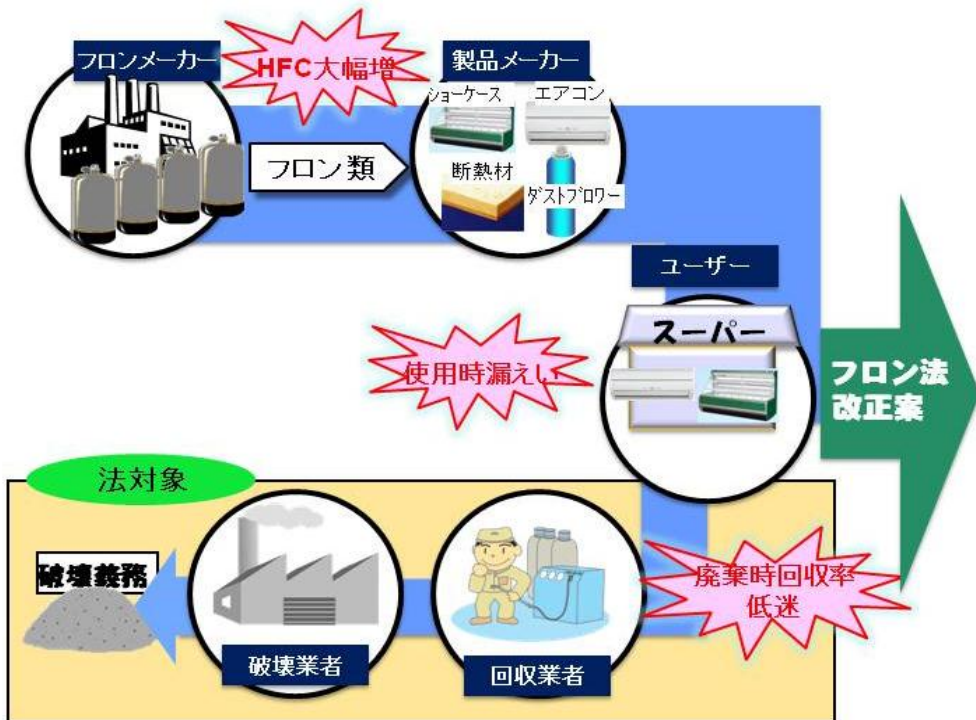 フロンメーカー
HFC大幅増
製品メーカー
ショーケース
エアコン
フロン類
断熱材
ダストブロワー
ユーザー
スーパー
使用時漏えい
フロン法
改正案
法対象
破壊義務
廃棄時回収率
低迷
破壊業者
回収業者